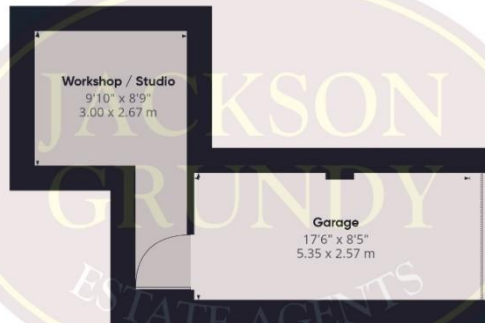 Workshop / Studio
9'10" x 8'9"
3.00 x 2.67 m
JACKSON
GRUNDY
Garage
17'6" x 8'5"
5.35 x 2.57 m
ESTATE AGENTS